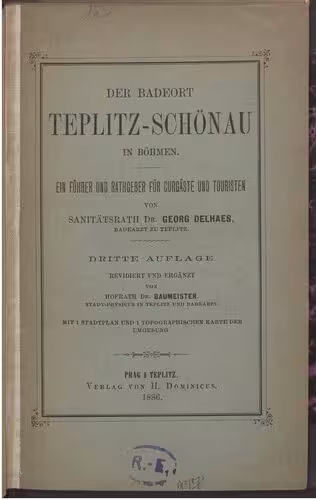 DER BADEORT
TEPLITZ-SCHÖNAU
IN BÖHMEN.
EIN FÜHRER UND RATHGEBER FÜR CURGÄSTE UND TOURISTEN
VON
SANITÄTSRATH DR. GEORG DELHAES,
BADEARZT ZU TEPLITZ.
DRITTE AUFLAGE
REVIDIERT UND ERGÄNZT
VON
HOFRATH DR. BAUMEISTER,
STADT-PHYSICUS IN TEPLITZ UND BADEARZT.
MIT 1 STADTPLAN UND 1 TOPOGRAPHISCHEN KARTE DER
UMGEBUNG
PRAG & TEPLITZ.
VERLAG VON H. DOMINICUS.
1886.
R.-E.